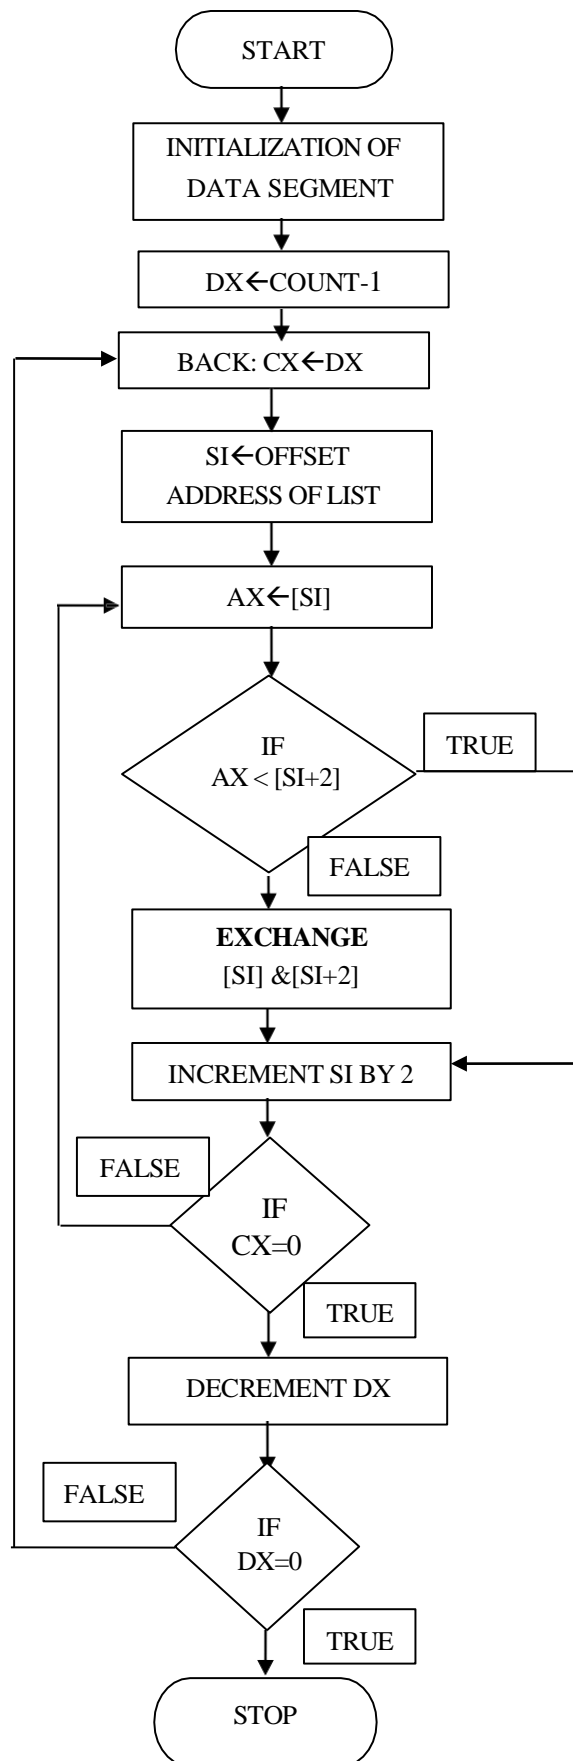 START
INITIALIZATION OF
DATA SEGMENT
DX←COUNT-1
BACK: CX←DX
SI←OFFSET
ADDRESS OF LIST
AX←[SI]
IF
AX < [SI+2]
TRUE
FALSE
EXCHANGE
[SI] &[SI+2]
INCREMENT SI BY 2
FALSE
IF
CX=0
TRUE
DECREMENT DX
FALSE
IF
DX=0
TRUE
STOP